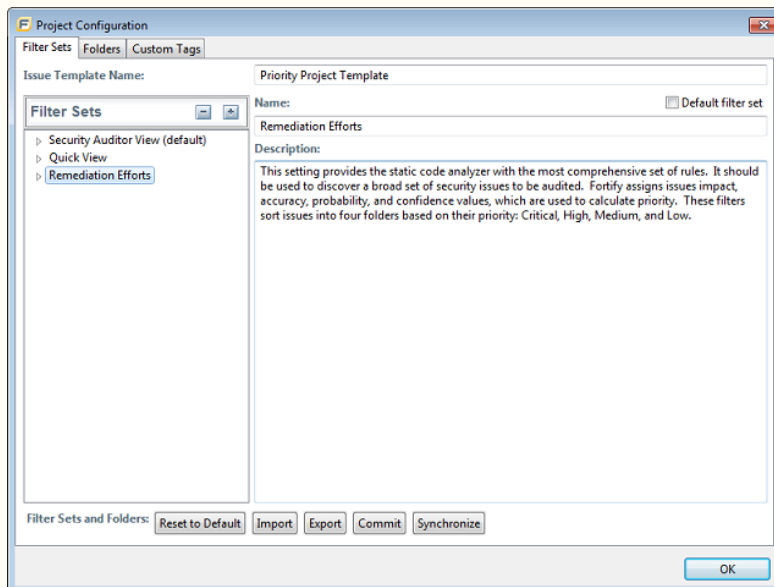 Project Configuration
Filter Sets Folders Custom Tags
Issue Template Name: Priority Project Template
Filter Sets
Name: Default filter set
Remediation Efforts
Security Auditor View (default)
Quick View
Remediation Efforts
Description:
This setting provides the static code analyzer with the most comprehensive set of rules. It should
be used to discover a broad set of security issues to be audited. Fortify assigns issues impact,
accuracy, probability, and confidence values, which are used to calculate priority. These filters
sort issues into four folders based on their priority: Critical, High, Medium, and Low.
Filter Sets and Folders: Reset to Default Import Export Commit Synchronize
OK